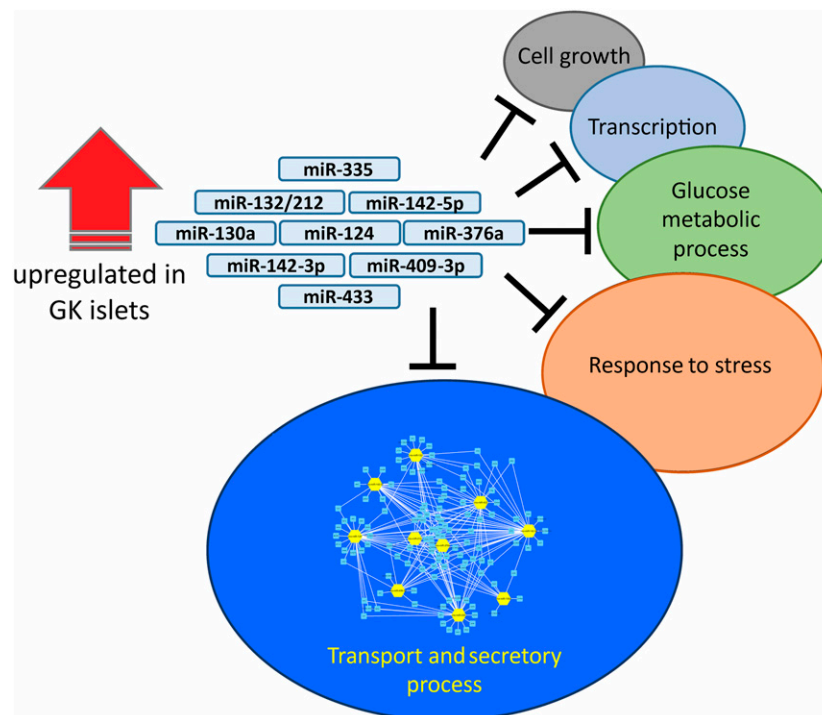 Cell growth
Transcription
miR-335
miR-132/212
miR-142-5p
miR-130a
miR-124
miR-376a
miR-142-3p
miR-409-3p
miR-433
Glucose
metabolic
process
upregulated in
GK islets
Response to stress
Transport and secretory
process